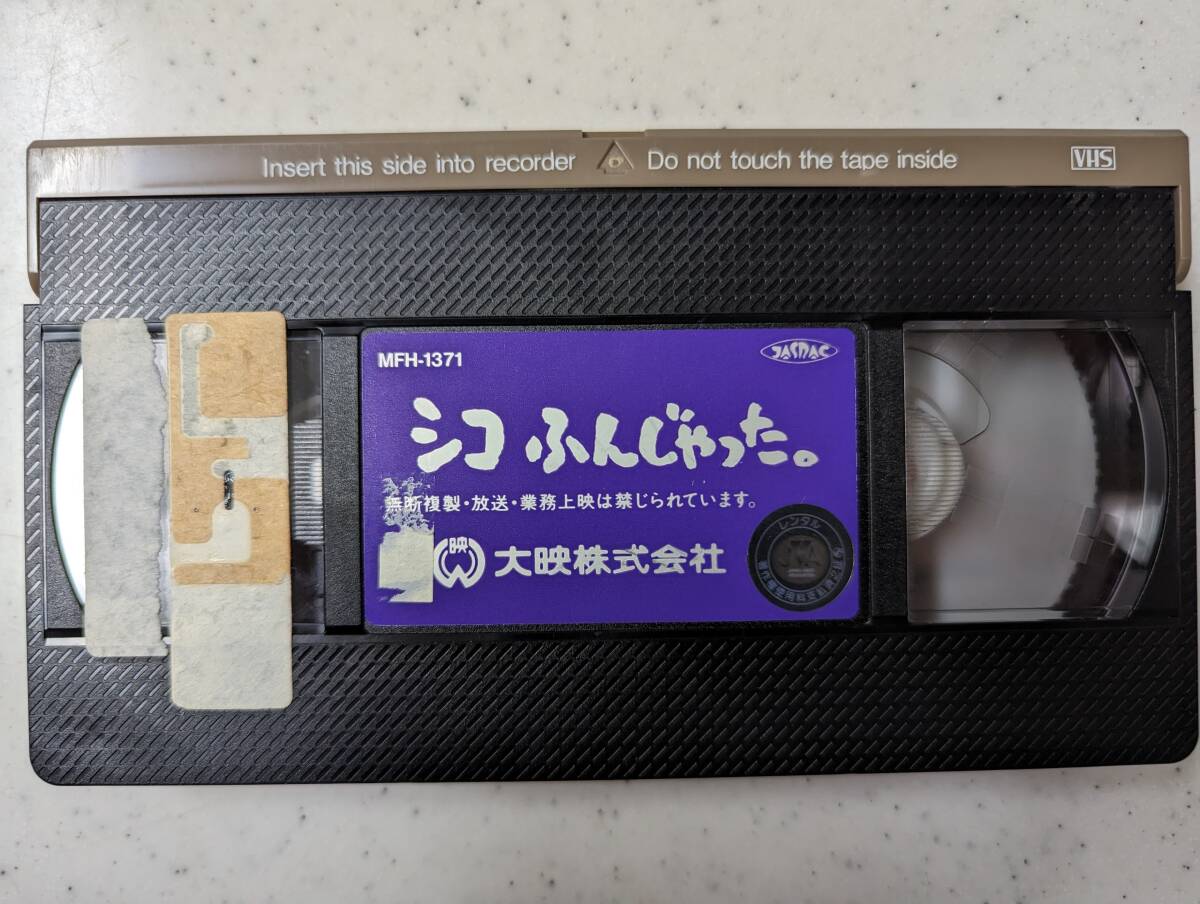 Insert this side into recorder Do not touch the tape inside VHS
MFH-1371 JASRAC
シコふんじゃった。
無断複製・放送・業務上映は禁じられています。
映 大映株式会社
レンタル